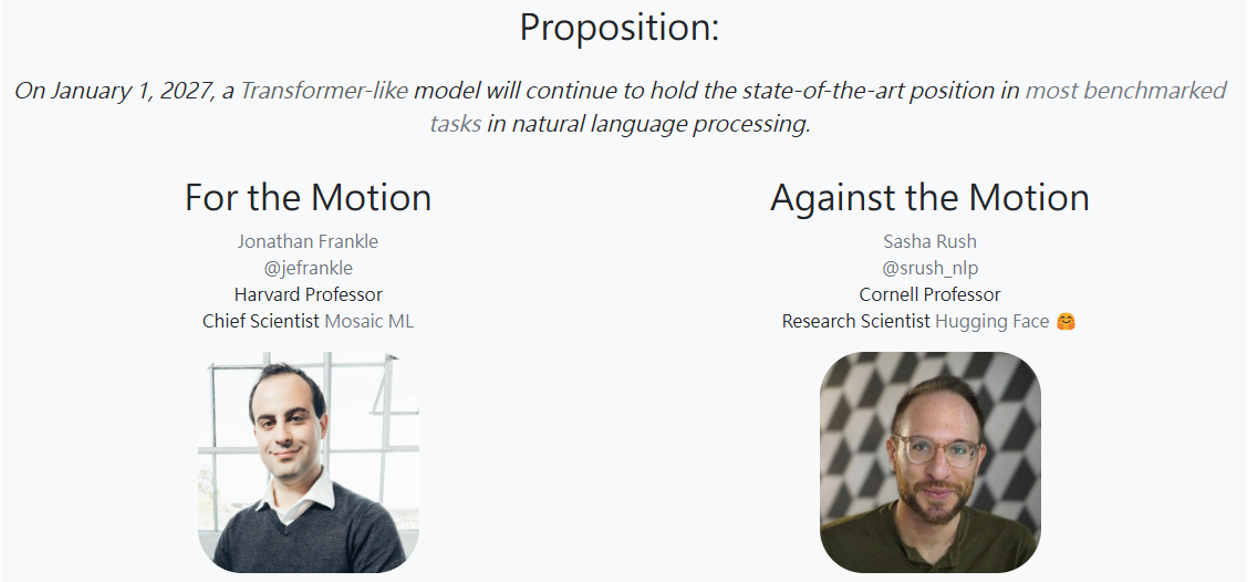 Proposition:
On January 1, 2027, a Transformer-like model will continue to hold the state-of-the-art position in most benchmarked
tasks in natural language processing.
For the Motion
Jonathan Frankle
@jefrankle
Harvard Professor
Chief Scientist Mosaic ML
Against the Motion
Sasha Rush
@srush_nlp
Cornell Professor
Research Scientist Hugging Face 🤗